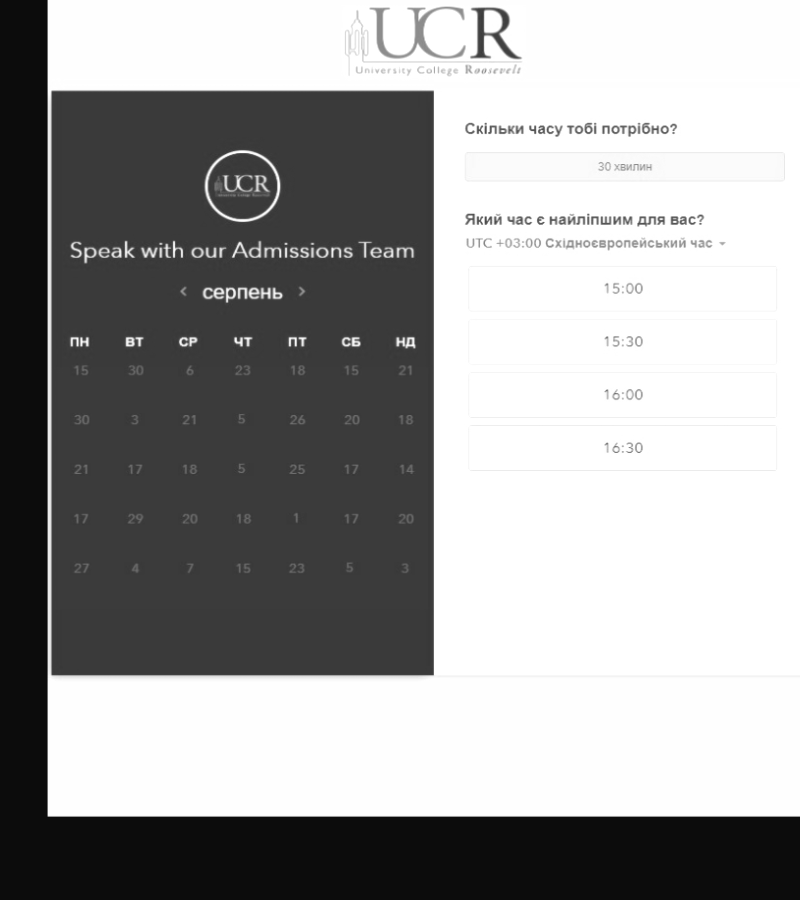 UCR
University College Roosevelt
UCR
Speak with our Admissions Team
серпень
ПН ВТ СР ЧТ ПТ СБ НД
15 30 6 23 18 15 21
30 3 21 5 26 20 18
21 17 18 5 25 17 14
17 29 20 18 1 17 20
27 4 7 15 23 5 3
Скільки часу тобі потрібно?
30 хвилин
Який час є найліпшим для вас?
UTC +03:00 Східноєвропейський час
15:00
15:30
16:00
16:30